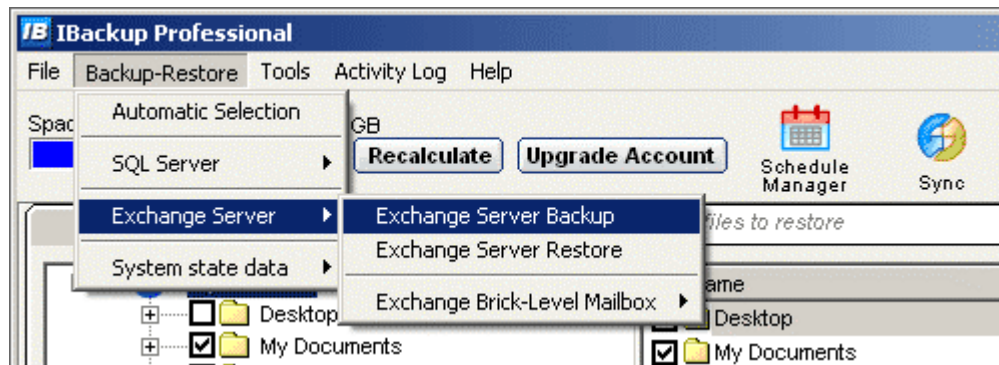 IB IBackup Professional
File Backup-Restore Tools Activity Log Help
Automatic Selection
SQL Server
Exchange Server
System state data
Exchange Server Backup
Exchange Server Restore
Exchange Brick-Level Mailbox
Spac
GB
Recalculate Upgrade Account
Schedule
Manager
Sync
files to restore
ame
Desktop
My Documents
Desktop
My Documents